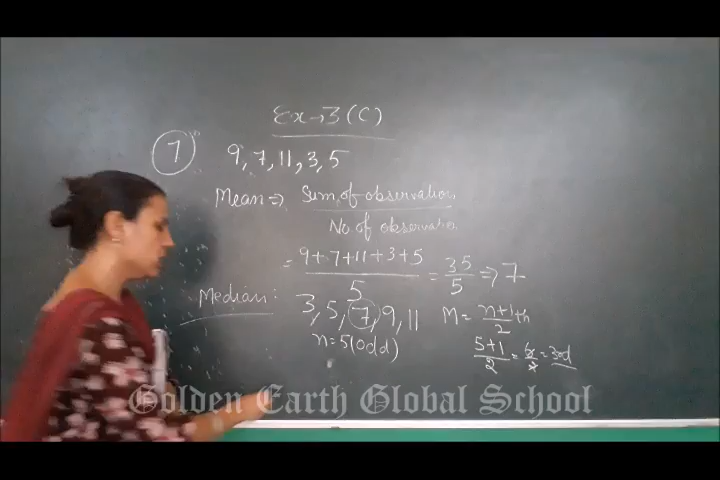 Ex→3(C)
7
9, 7, 11, 3, 5
Mean ⇒ Sum of observation
No. of observation
= 9+7+11+3+5 / 5 = 35/5 ⇒ 7
Median: 3, 5, 7, 9, 11 M = n+1/2 th
n=5(Odd) 5+1/2 = 6/2 = 3rd
Golden Earth Global School